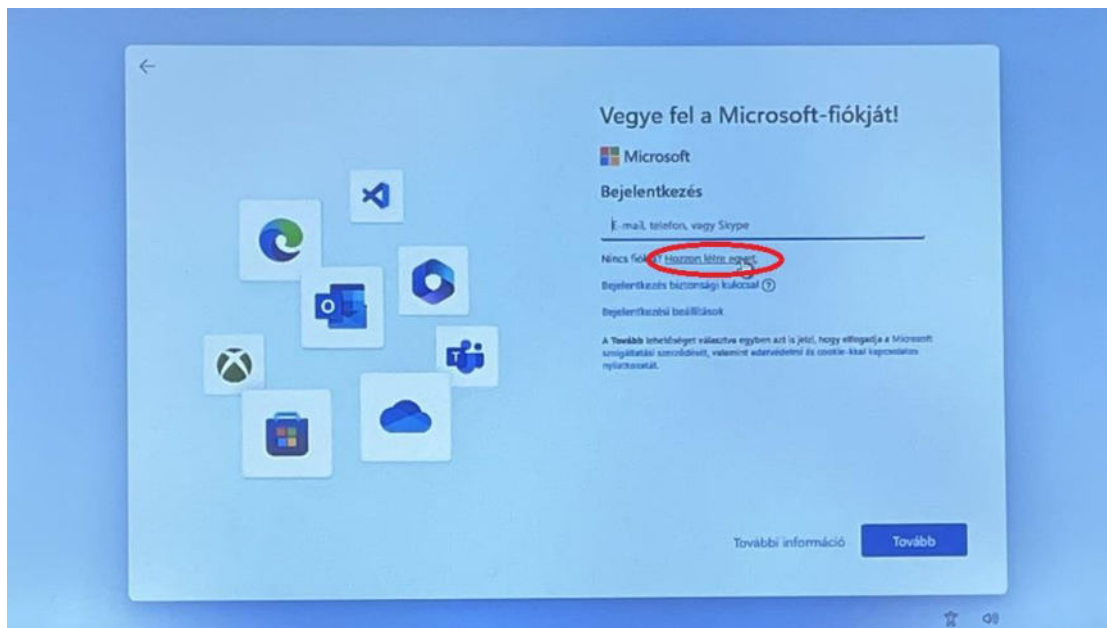 Vegye fel a Microsoft-fiókját!
Microsoft
Bejelentkezés
E-mail, telefon, vagy Skype
Nincs fiókja? Hozzon létre egyet.
Bejelentkezés biztonsági kulccsal
Bejelentkezési beállítások
A Tovább lehetőséget választva egyben azt is jelzi, hogy elfogadja a Microsoft
szolgáltatási szerződését, valamint adatvédelmi és cookie-kkal kapcsolatos
nyilatkozatát.
További információ
Tovább